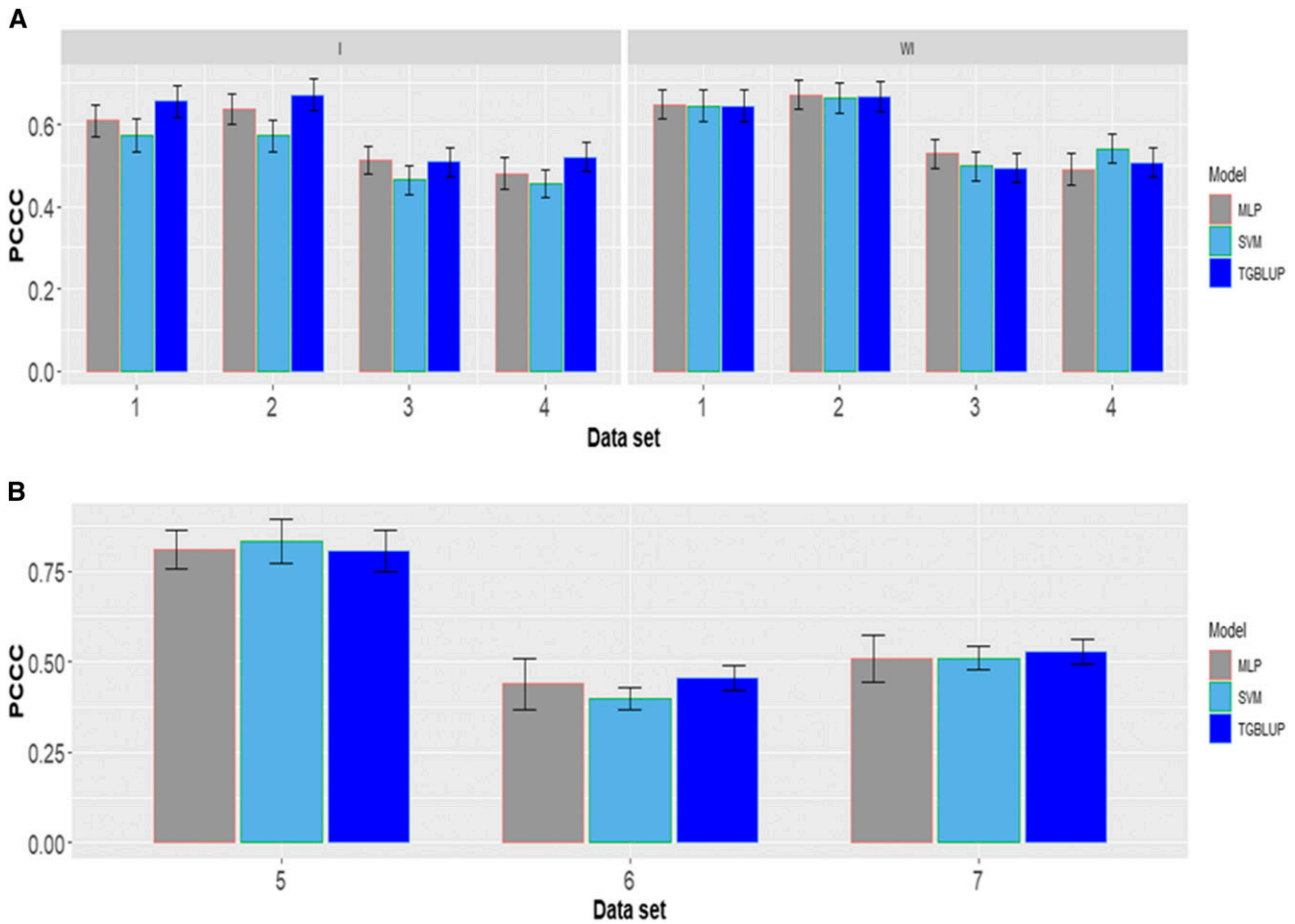 A
I WI
PCCC
0.6
0.4
0.2
0.0
1 2 3 4 1 2 3 4
Data set
Model
MLP
SVM
TGBLUP
B
PCCC
0.75
0.50
0.25
0.00
5 6 7
Data set
Model
MLP
SVM
TGBLUP